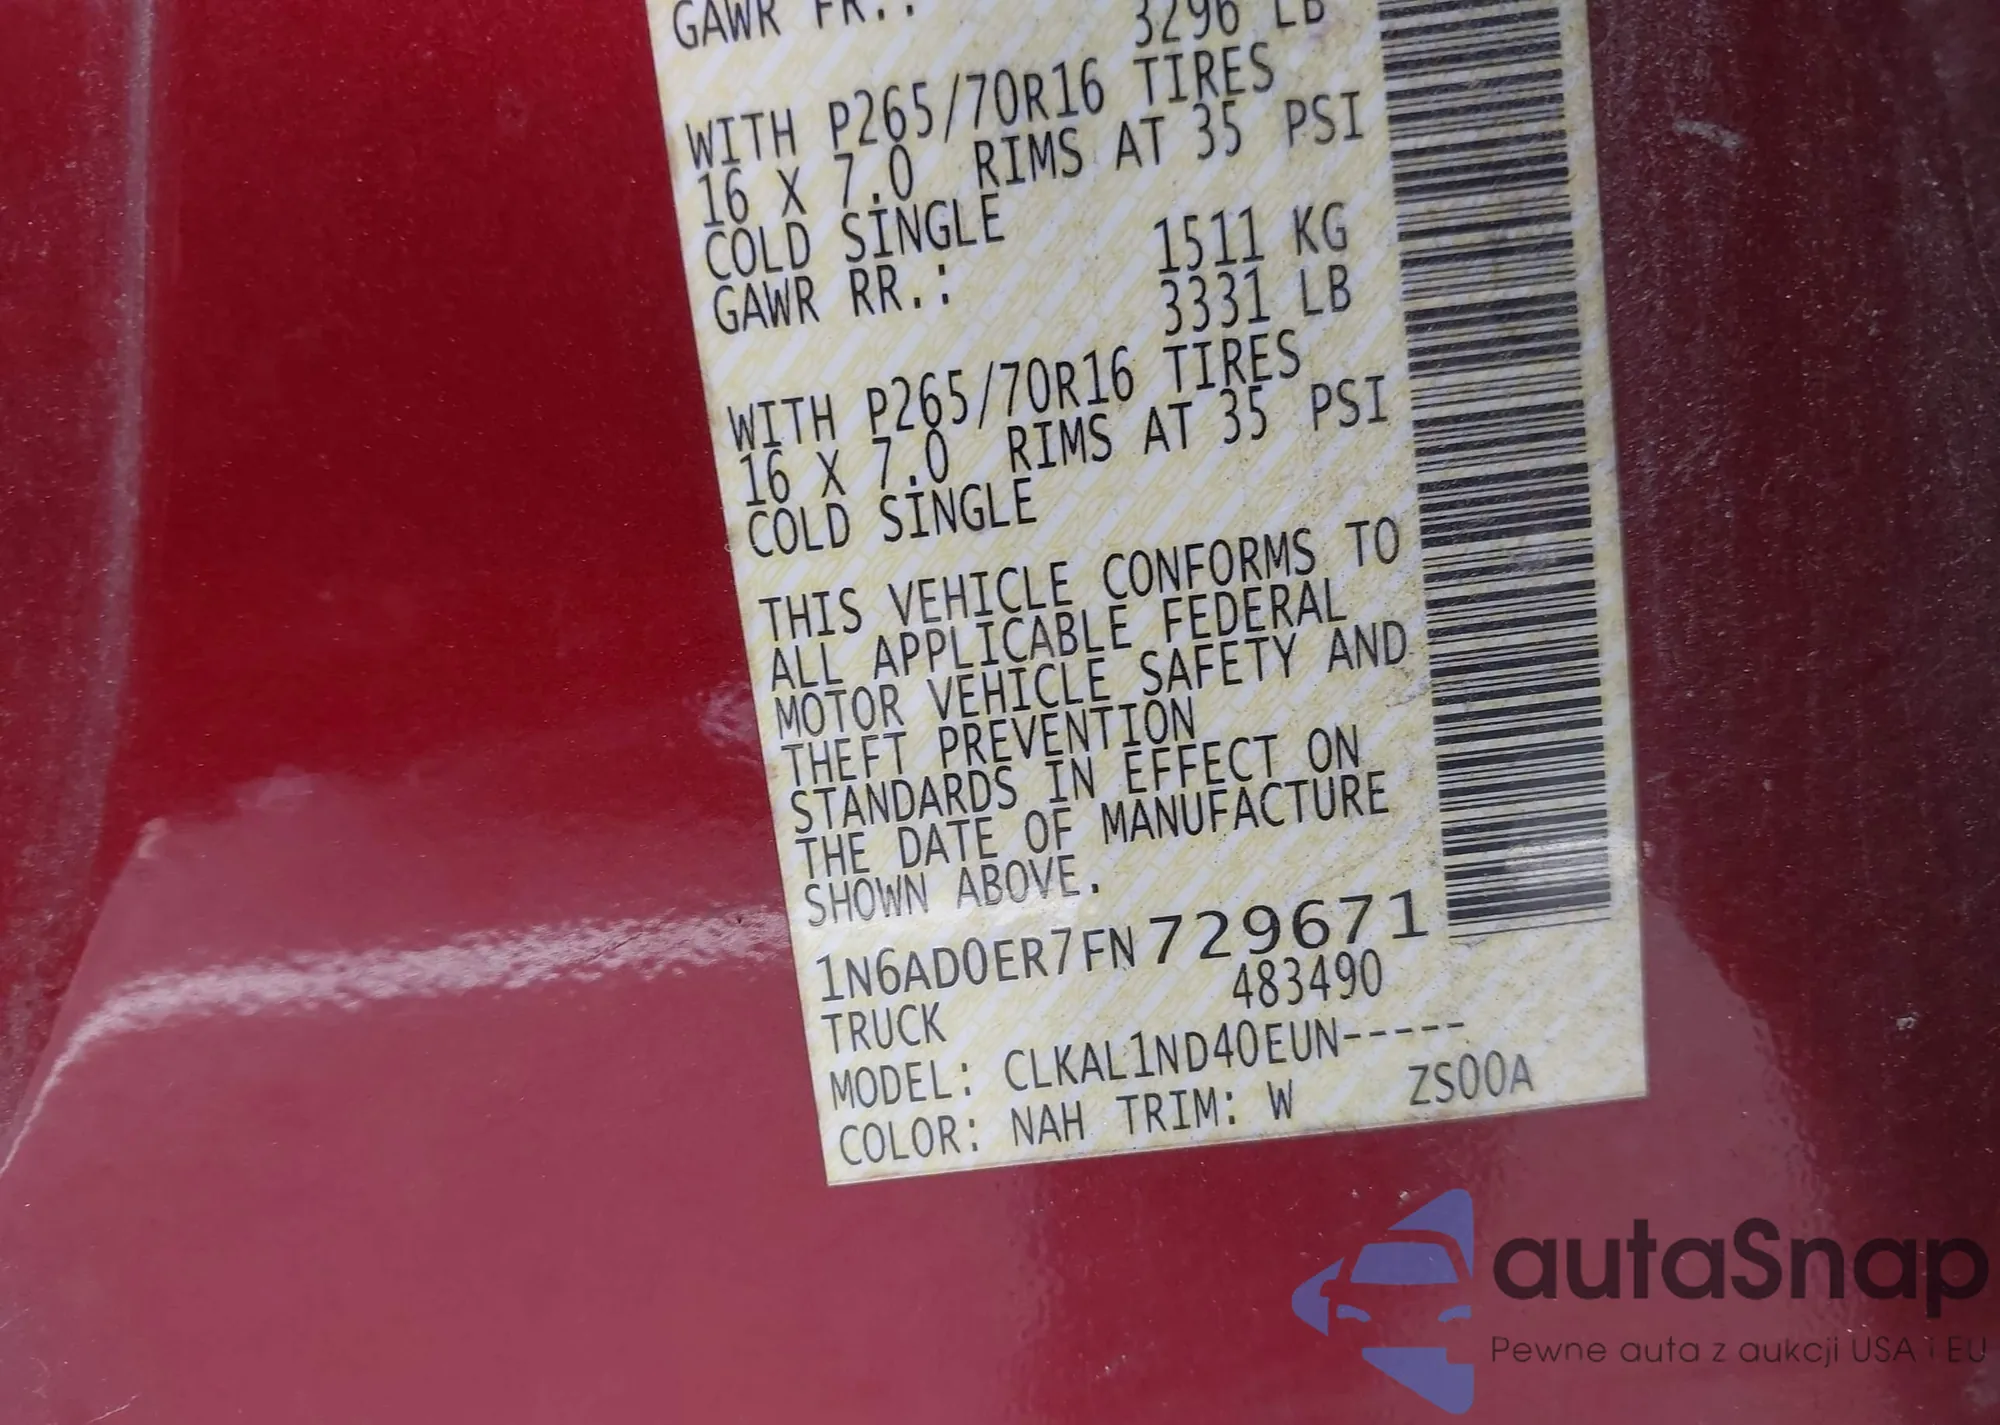 GAWR FR.:
3296 LB
WITH P265/70R16 TIRES
16 X 7.0 RIMS AT 35 PSI
COLD SINGLE
GAWR RR.: 1511 KG
3331 LB
WITH P265/70R16 TIRES
16 X 7.0 RIMS AT 35 PSI
COLD SINGLE
THIS VEHICLE CONFORMS TO
ALL APPLICABLE FEDERAL
MOTOR VEHICLE SAFETY AND
THEFT PREVENTION
STANDARDS IN EFFECT ON
THE DATE OF MANUFACTURE
SHOWN ABOVE.
1N6AD0ER7FN729671
TRUCK 483490
MODEL: CLKAL1ND40EUN-----
COLOR: NAH TRIM: W ZS00A
autaSnap
Pewne auta z aukcji USA i EU